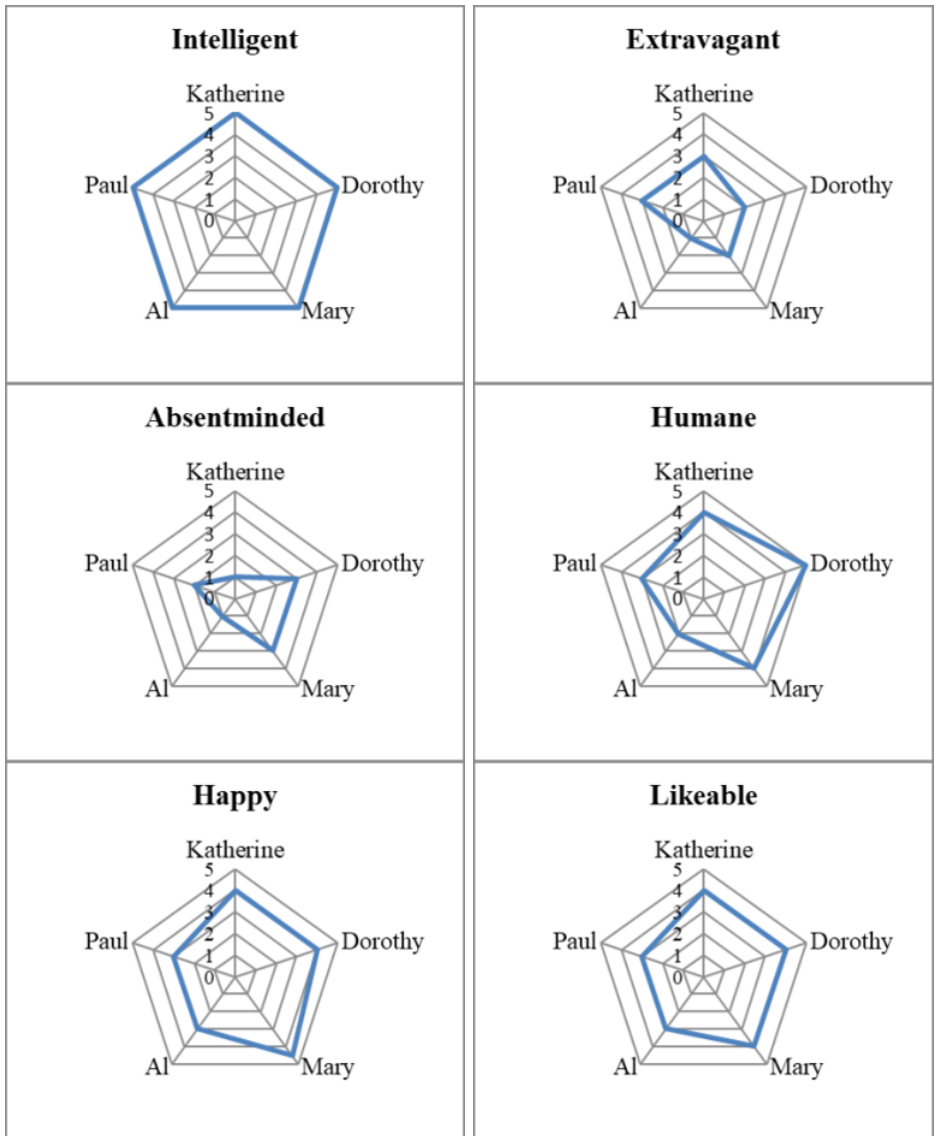 Intelligent
Katherine
5
4
3
2
1
0
Paul
Dorothy
Al
Mary
Extravagant
Katherine
5
4
3
2
1
0
Paul
Dorothy
Al
Mary
Absentminded
Katherine
5
4
3
2
1
0
Paul
Dorothy
Al
Mary
Humane
Katherine
5
4
3
2
1
0
Paul
Dorothy
Al
Mary
Happy
Katherine
5
4
3
2
1
0
Paul
Dorothy
Al
Mary
Likeable
Katherine
5
4
3
2
1
0
Paul
Dorothy
Al
Mary